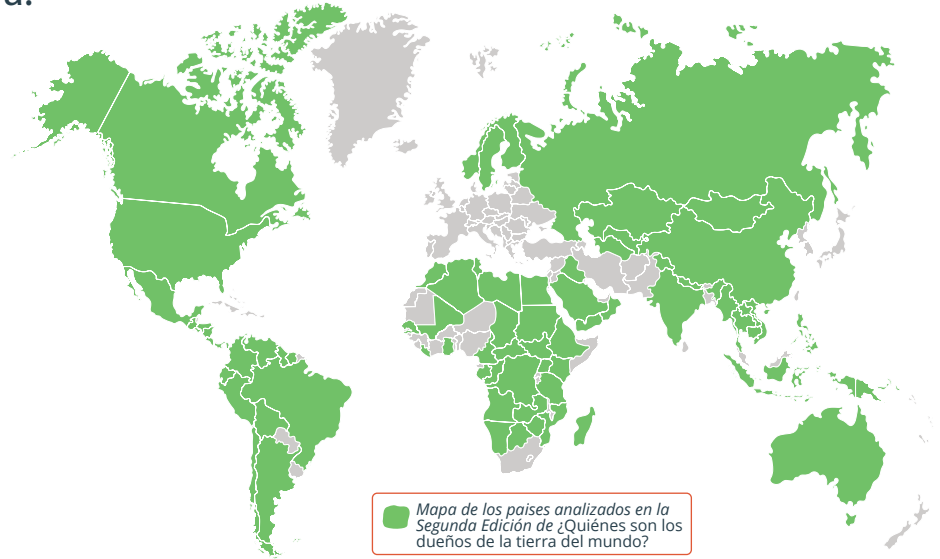 Mapa de los paises analizados en la
Segunda Edición de ¿Quiénes son los
dueños de la tierra del mundo?